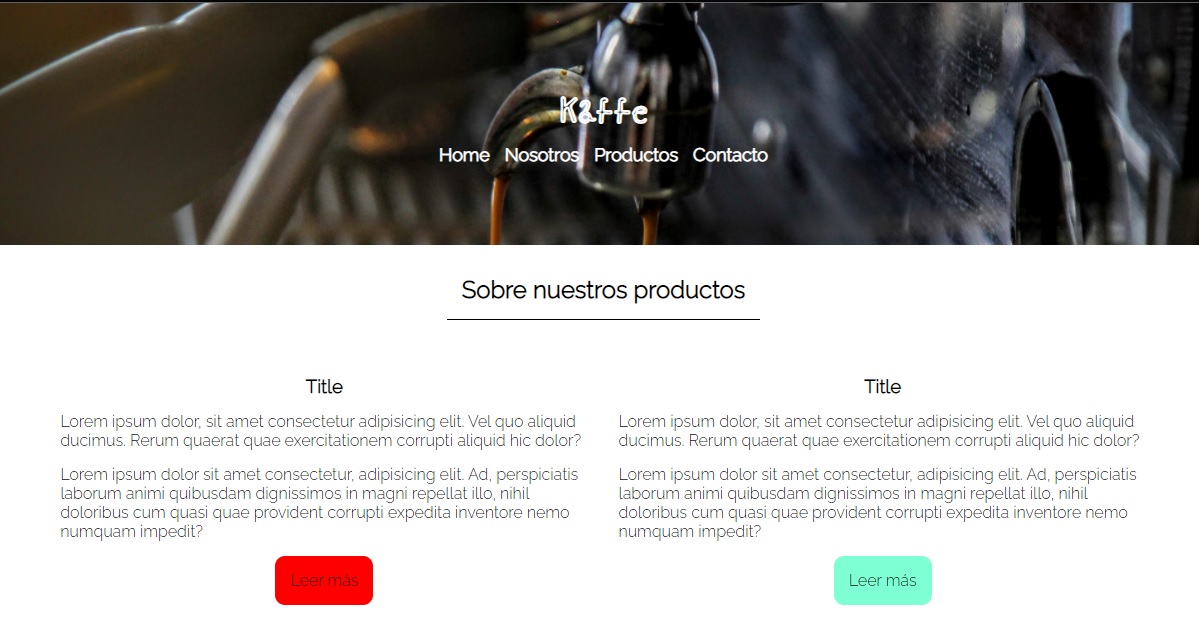 Kaffe
Home Nosotros Productos Contacto
Sobre nuestros productos
Title
Lorem ipsum dolor, sit amet consectetur adipisicing elit. Vel quo aliquid
ducimus. Rerum quaerat quae exercitationem corrupti aliquid hic dolor?
Lorem ipsum dolor sit amet consectetur, adipisicing elit. Ad, perspiciatis
laborum animi quibusdam dignissimos in magni repellat illo, nihil
doloribus cum quasi quae provident corrupti expedita inventore nemo
numquam impedit?
Leer más
Title
Lorem ipsum dolor, sit amet consectetur adipisicing elit. Vel quo aliquid
ducimus. Rerum quaerat quae exercitationem corrupti aliquid hic dolor?
Lorem ipsum dolor sit amet consectetur, adipisicing elit. Ad, perspiciatis
laborum animi quibusdam dignissimos in magni repellat illo, nihil
doloribus cum quasi quae provident corrupti expedita inventore nemo
numquam impedit?
Leer más